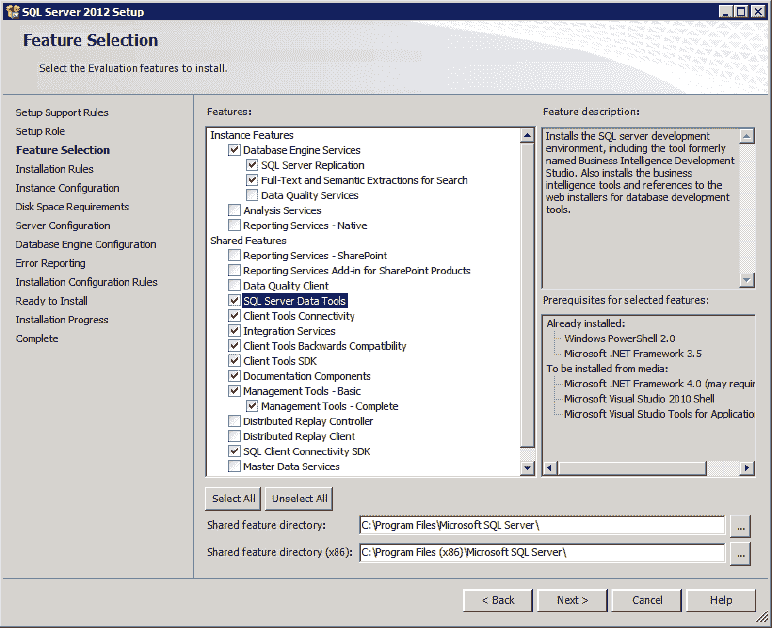 SQL Server 2012 Setup
Feature Selection
Select the Evaluation features to install.
Setup Support Rules
Setup Role
Feature Selection
Installation Rules
Instance Configuration
Disk Space Requirements
Server Configuration
Database Engine Configuration
Error Reporting
Installation Configuration Rules
Ready to Install
Installation Progress
Complete
Features:
Instance Features
Database Engine Services
SQL Server Replication
Full-Text and Semantic Extractions for Search
Data Quality Services
Analysis Services
Reporting Services - Native
Shared Features
Reporting Services - SharePoint
Reporting Services Add-in for SharePoint Products
Data Quality Client
SQL Server Data Tools
Client Tools Connectivity
Integration Services
Client Tools Backwards Compatibility
Client Tools SDK
Documentation Components
Management Tools - Basic
Management Tools - Complete
Distributed Replay Controller
Distributed Replay Client
SQL Client Connectivity SDK
Master Data Services
Feature description:
Installs the SQL server development
environment, including the tool formerly
named Business Intelligence Development
Studio. Also installs the business
intelligence tools and references to the
web installers for database development
tools.
Prerequisites for selected features:
Already installed:
Windows PowerShell 2.0
Microsoft .NET Framework 3.5
To be installed from media:
Microsoft .NET Framework 4.0 (may requir
Microsoft Visual Studio 2010 Shell
Microsoft Visual Studio Tools for Applicatio
Select All
Unselect All
Shared feature directory:
C:\Program Files\Microsoft SQL Server\
...
Shared feature directory (x86):
C:\Program Files (x86)\Microsoft SQL Server\
...
< Back
Next >
Cancel
Help